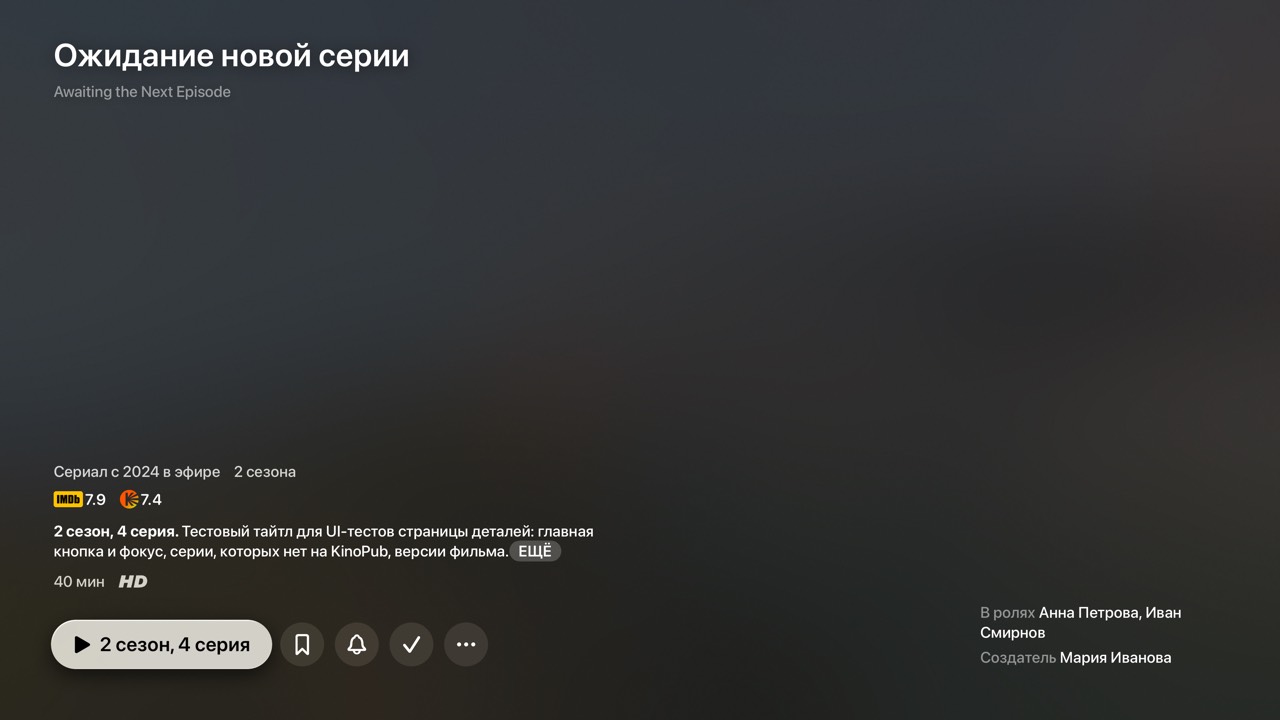 Ожидание новой серии
Awaiting the Next Episode
Сериал с 2024 в эфире 2 сезона
IMDb 7.9 7.4
2 сезон, 4 серия. Тестовый тайтл для UI-тестов страницы деталей: главная
кнопка и фокус, серии, которых нет на KinoPub, версии фильма. ЕЩЁ
40 мин HD
2 сезон, 4 серия
В ролях Анна Петрова, Иван
Смирнов
Создатель Мария Иванова